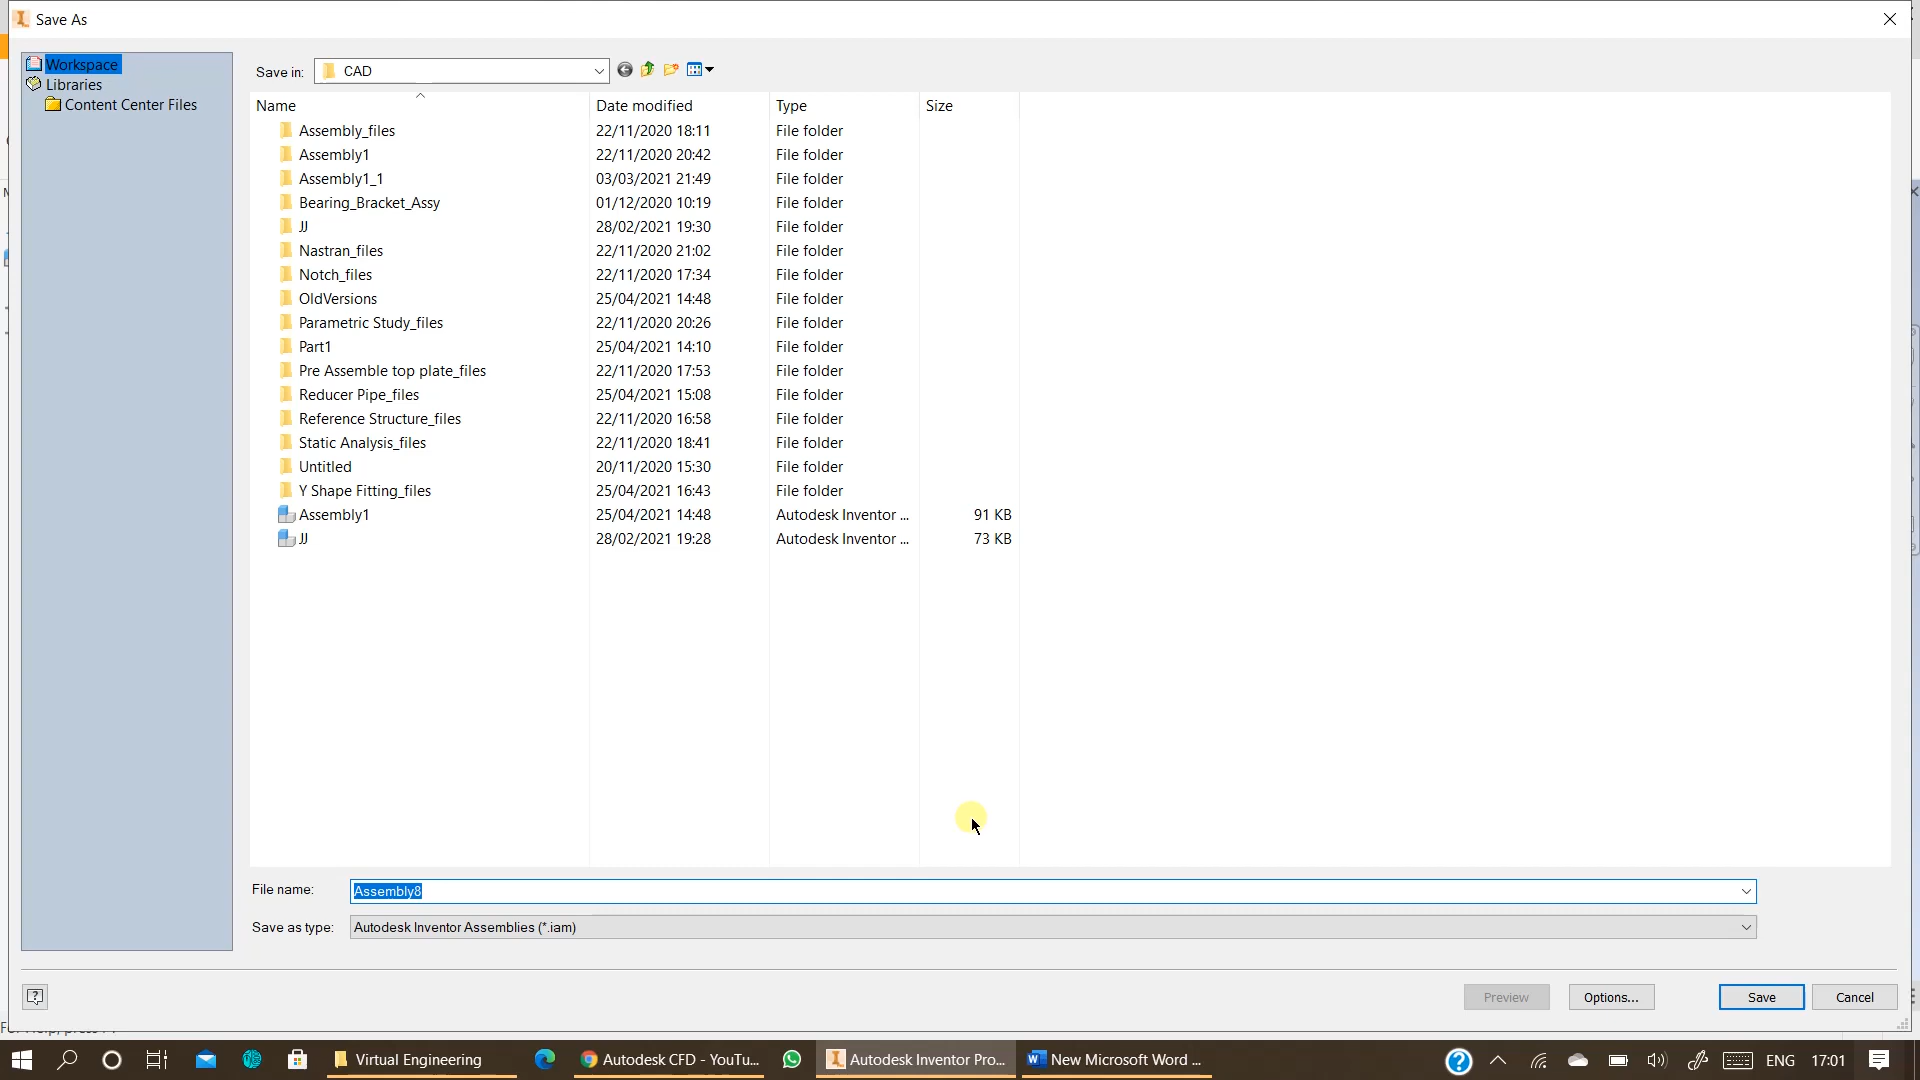 Save As
Workspace
Libraries
Content Center Files
Save in: CAD
Name Date modified Type Size
Assembly_files 22/11/2020 18:11 File folder
Assembly1 22/11/2020 20:42 File folder
Assembly1_1 03/03/2021 21:49 File folder
Bearing_Bracket_Assy 01/12/2020 10:19 File folder
JJ 28/02/2021 19:30 File folder
Nastran_files 22/11/2020 21:02 File folder
Notch_files 22/11/2020 17:34 File folder
OldVersions 25/04/2021 14:48 File folder
Parametric Study_files 22/11/2020 20:26 File folder
Part1 25/04/2021 14:10 File folder
Pre Assemble top plate_files 22/11/2020 17:53 File folder
Reducer Pipe_files 25/04/2021 15:08 File folder
Reference Structure_files 22/11/2020 16:58 File folder
Static Analysis_files 22/11/2020 18:41 File folder
Untitled 20/11/2020 15:30 File folder
Y Shape Fitting_files 25/04/2021 16:43 File folder
Assembly1 25/04/2021 14:48 Autodesk Inventor ... 91 KB
JJ 28/02/2021 19:28 Autodesk Inventor ... 73 KB
File name: Assembly8
Save as type: Autodesk Inventor Assemblies (*.iam)
Preview Options... Save Cancel
Virtual Engineering Autodesk CFD - YouTu... Autodesk Inventor Pro... New Microsoft Word ... ENG 17:01